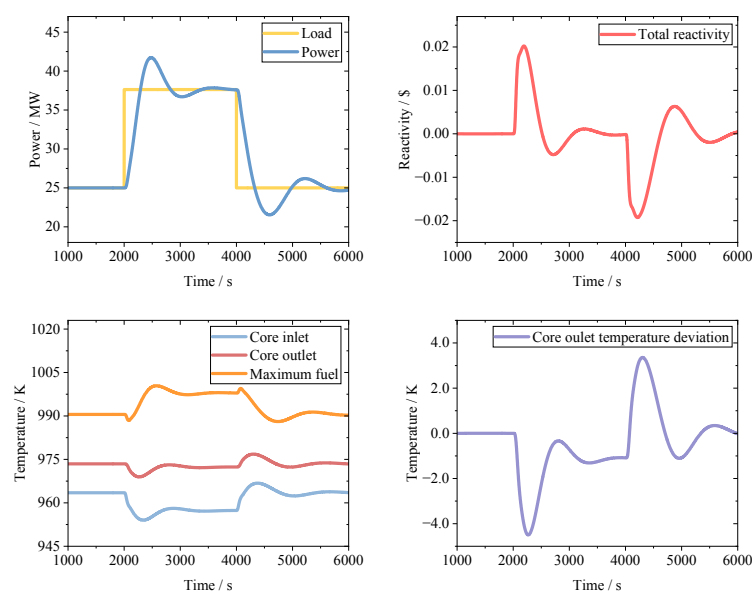 45
40
35
30
25
20
Power / MW
Load
Power
1000 2000 3000 4000 5000 6000
Time / s
0.02
0.01
0.00
−0.01
−0.02
Reactivity / $
Total reactivity
1000 2000 3000 4000 5000 6000
Time / s
1020
1005
990
975
960
945
Temperature / K
Core inlet
Core outlet
Maximum fuel
1000 2000 3000 4000 5000 6000
Time / s
4.0
2.0
0.0
−2.0
−4.0
Temperature / K
Core oulet temperature deviation
1000 2000 3000 4000 5000 6000
Time / s